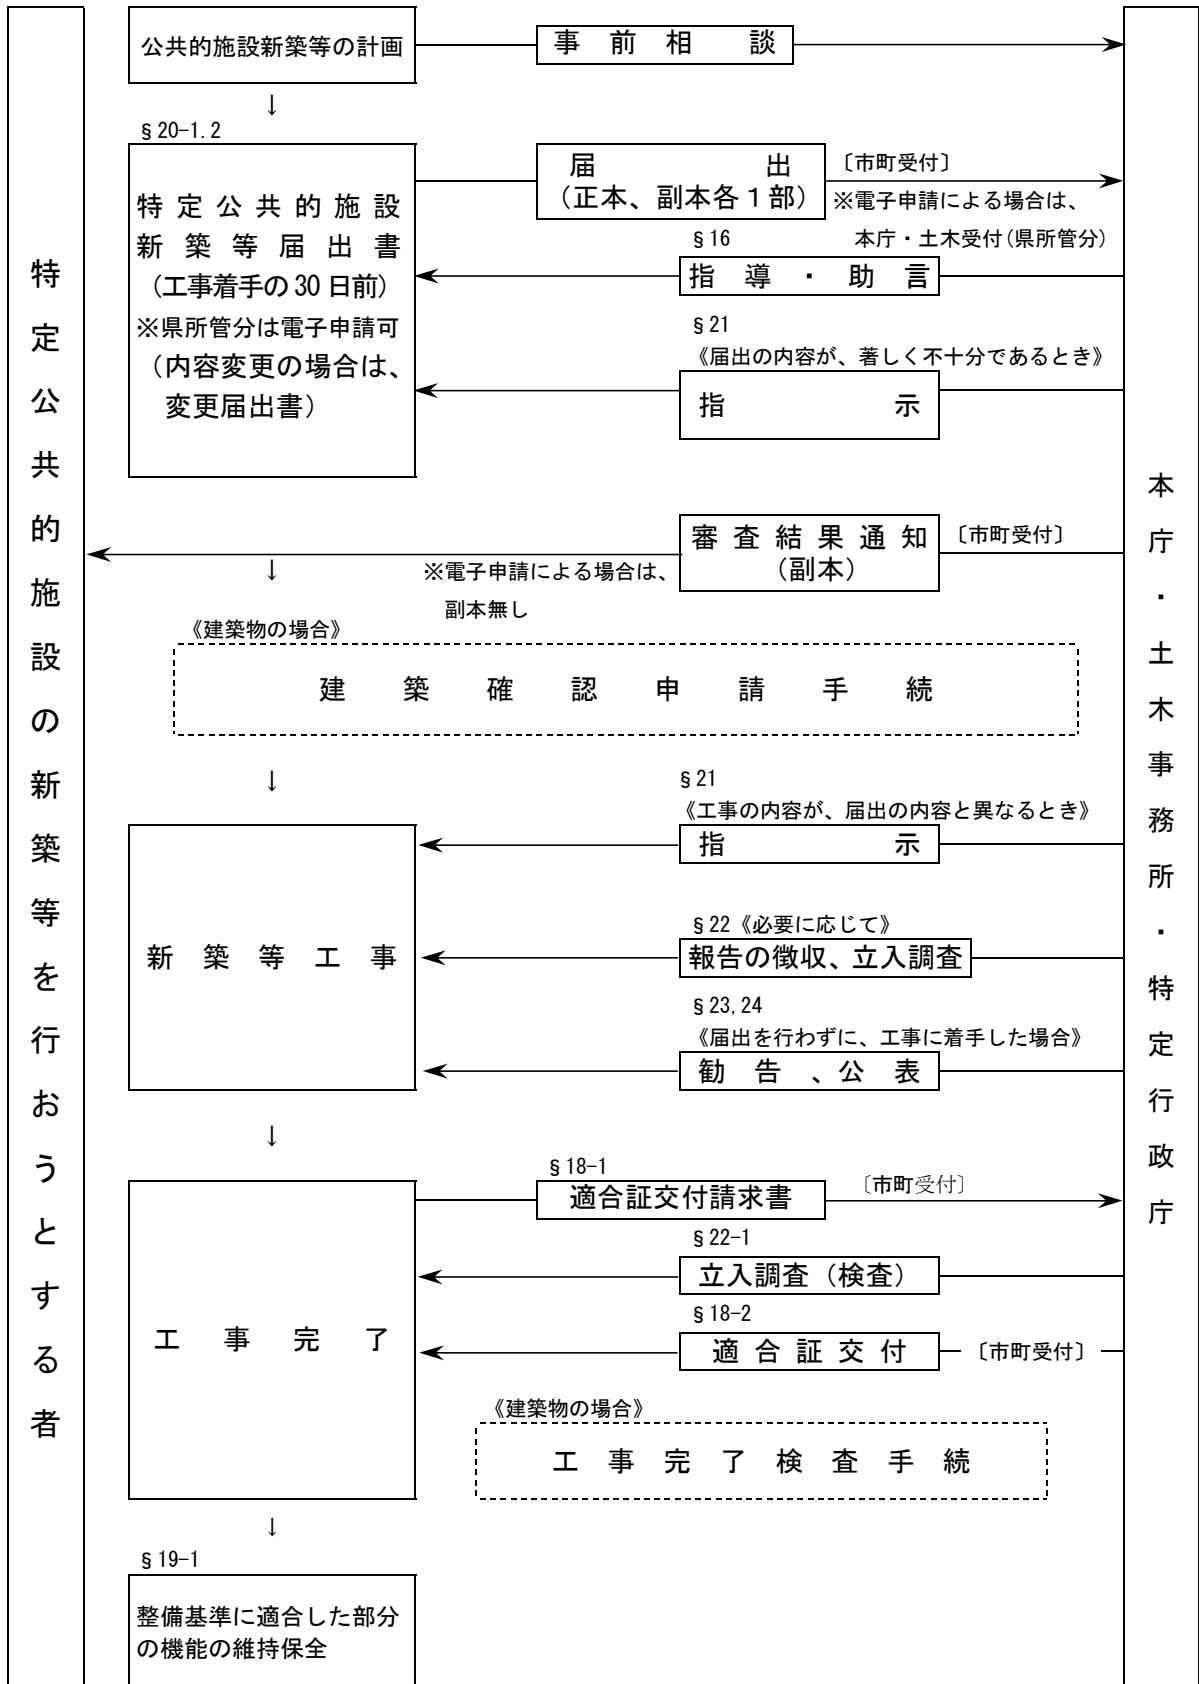 特定公共的施設の新築等を行おうとする者
公共的施設新築等の計画
事前相談
↓
§20-1.2
特定公共的施設
新築等届出書
(工事着手の30日前)
※県所管分は電子申請可
(内容変更の場合は、
変更届出書)
届出
(正本、副本各1部)
〔市町受付〕
※電子申請による場合は、
本庁・土木受付(県所管分)
§16
指導・助言
§21
《届出の内容が、著しく不十分であるとき》
指示
審査結果通知
(副本)
〔市町受付〕
↓
※電子申請による場合は、
副本無し
《建築物の場合》
建築確認申請手続
↓
新築等工事
§21
《工事の内容が、届出の内容と異なるとき》
指示
§22《必要に応じて》
報告の徴収、立入調査
§23,24
《届出を行わずに、工事に着手した場合》
勧告、公表
↓
工事完了
§18-1
適合証交付請求書
〔市町受付〕
§22-1
立入調査(検査)
§18-2
適合証交付
〔市町受付〕
《建築物の場合》
工事完了検査手続
↓
§19-1
整備基準に適合した部分
の機能の維持保全
本庁・土木事務所・特定行政庁